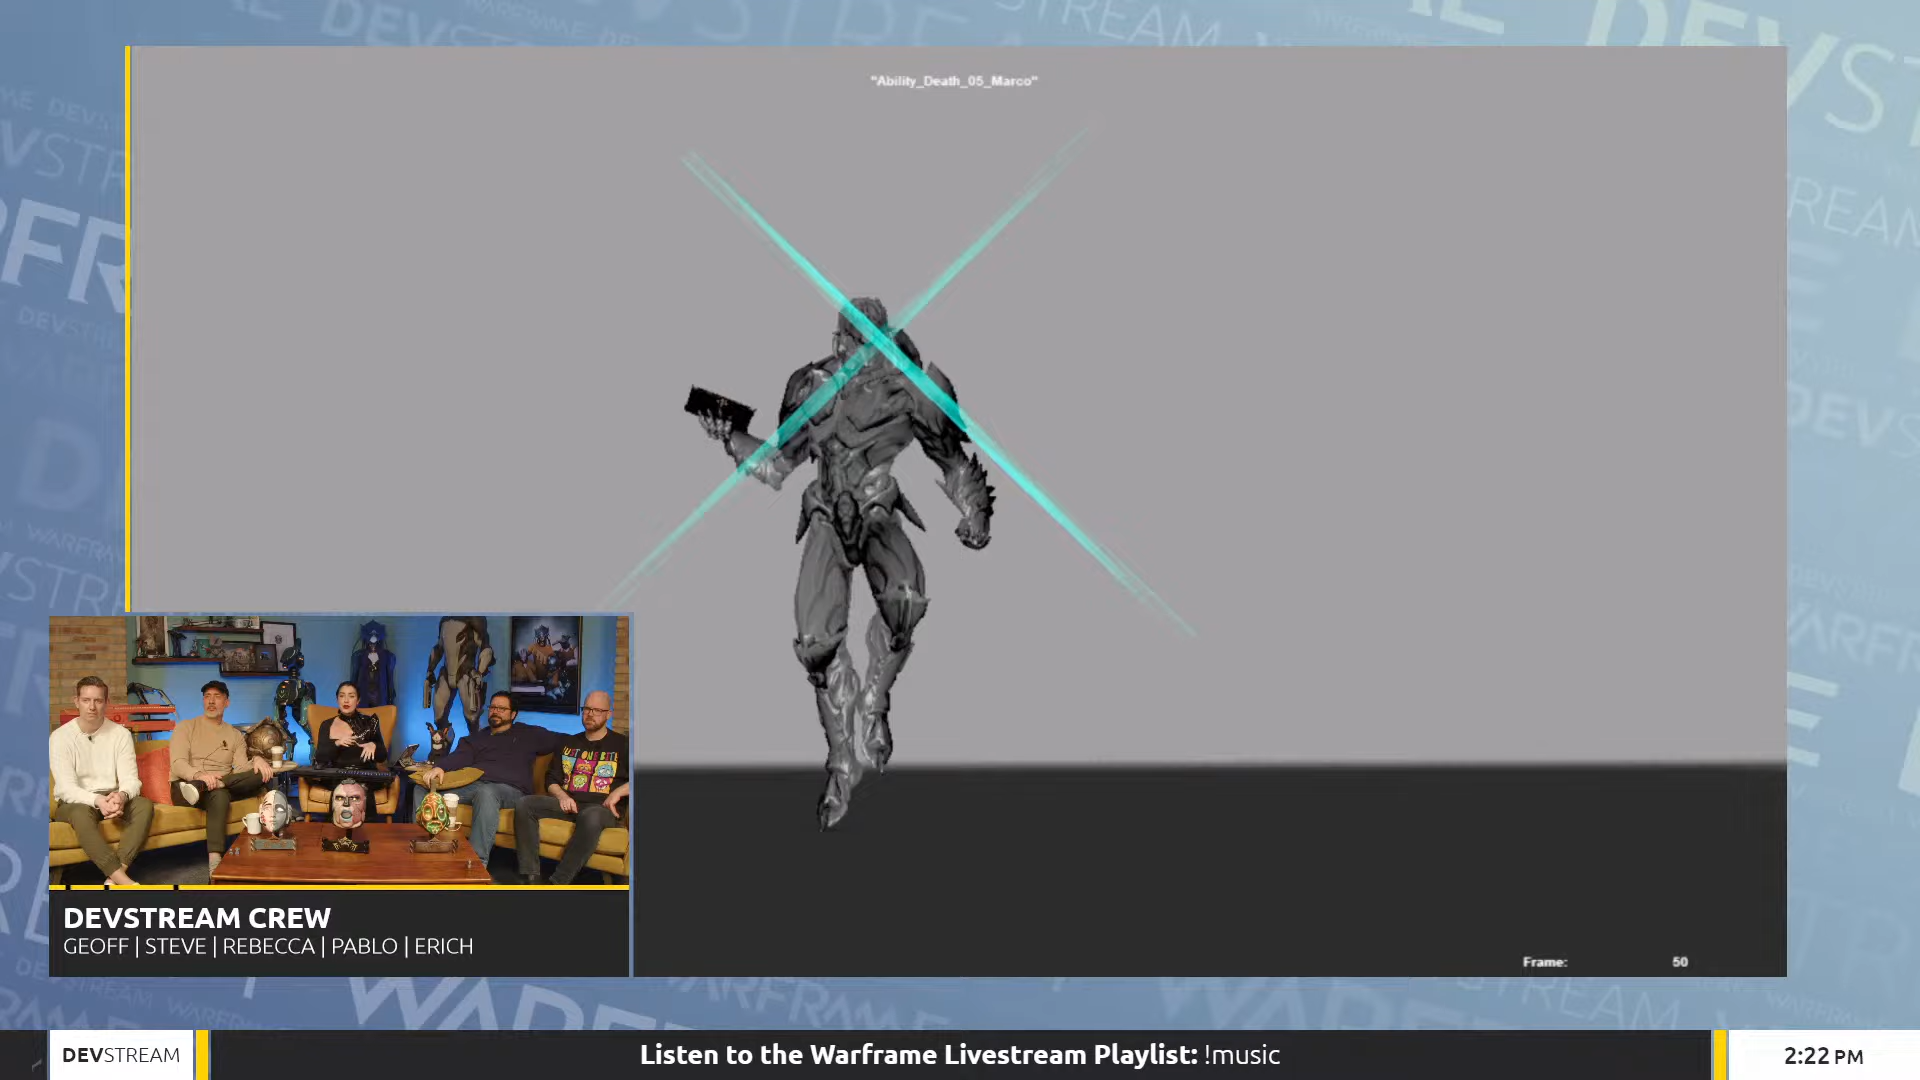 "Ability_Death_05_Marco"
DEVSTREAM CREW
GEOFF | STEVE | REBECCA | PABLO | ERICH
Frame: 50
DEVSTREAM
Listen to the Warframe Livestream Playlist: !music
2:22 PM